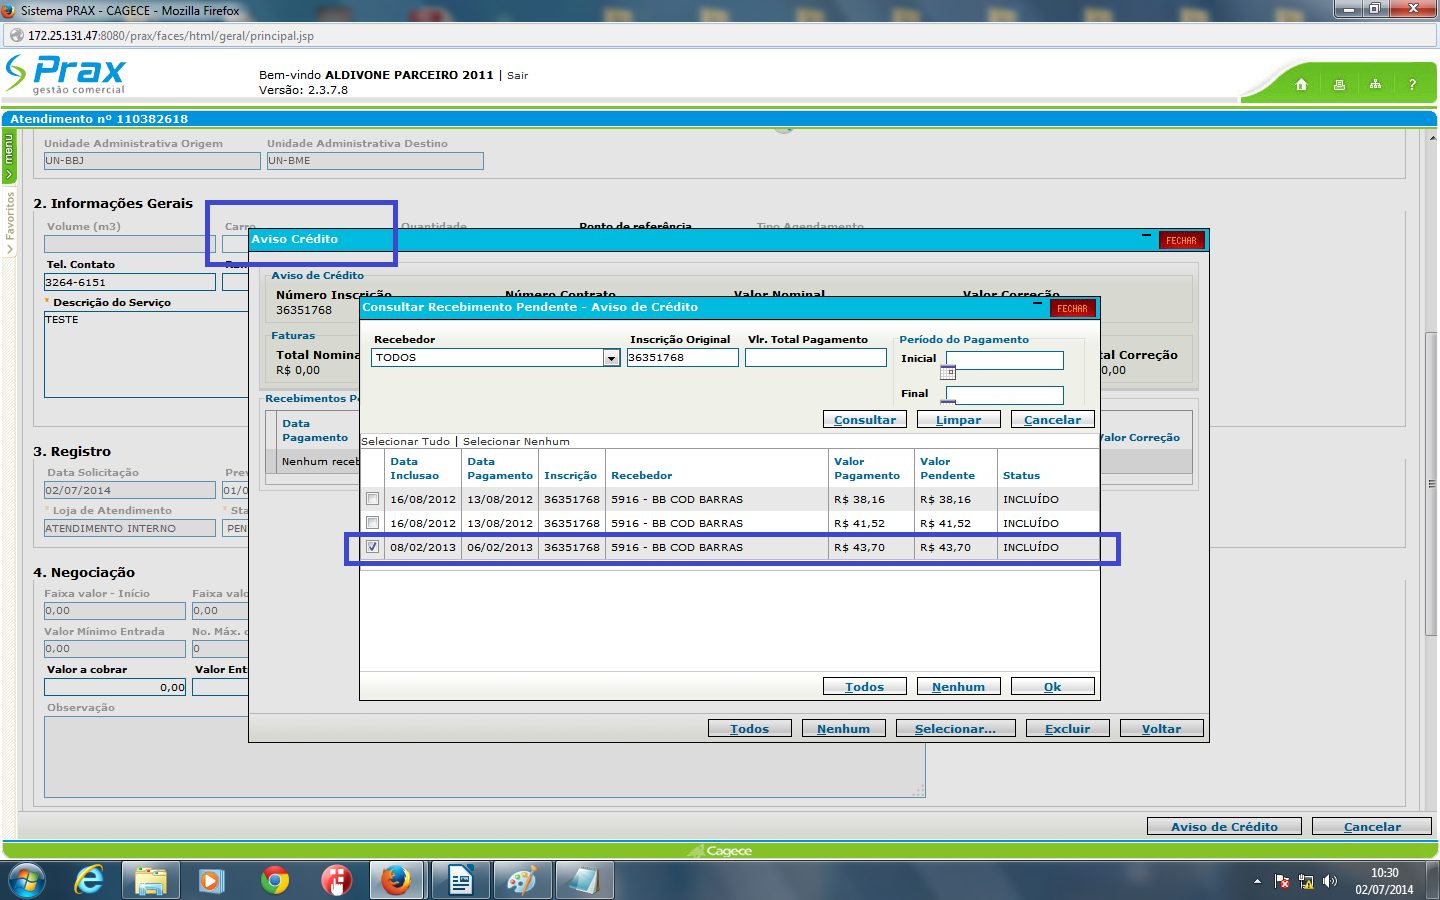 Sistema PRAX - CAGECE - Mozilla Firefox
172.25.131.47:8080/prax/faces/html/geral/principal.jsp
Prax
gestão comercial
Bem-vindo ALDIVONE PARCEIRO 2011 | Sair
Versão: 2.3.7.8
?
Atendimento nº 110382618
menu
Favoritos
Unidade Administrativa Origem Unidade Administrativa Destino
UN-BBJ UN-BME
2. Informações Gerais
Volume (m3) Carro Quantidade Ponto de referência Tipo Agendamento
Tel. Contato
3264-6151
* Descrição do Serviço
TESTE
3. Registro
Data Solicitação Prev
02/07/2014 01/0
* Loja de Atendimento * Sta
ATENDIMENTO INTERNO PEN
4. Negociação
Faixa valor - Início Faixa valo
0,00 0,00
Valor Mínimo Entrada No. Máx.
0,00 0
Valor a cobrar Valor Ent
0,00
Observação
Aviso Crédito FECHAR
Aviso de Crédito
Número Inscrição Número Contrato Valor Nominal Valor Correção
36351768
Faturas
Total Nomina tal Correção
R$ 0,00 0,00
Recebimentos Pe
Data Pagamento Valor Correção
Nenhum receb
Consultar Recebimento Pendente - Aviso de Crédito FECHAR
Recebedor Inscrição Original Vlr. Total Pagamento Período do Pagamento
TODOS 36351768
Inicial
Final
Consultar Limpar Cancelar
Selecionar Tudo | Selecionar Nenhum
Data Inclusao Data Pagamento Inscrição Recebedor Valor Pagamento Valor Pendente Status
16/08/2012 13/08/2012 36351768 5916 - BB COD BARRAS R$ 38,16 R$ 38,16 INCLUÍDO
16/08/2012 13/08/2012 36351768 5916 - BB COD BARRAS R$ 41,52 R$ 41,52 INCLUÍDO
08/02/2013 06/02/2013 36351768 5916 - BB COD BARRAS R$ 43,70 R$ 43,70 INCLUÍDO
Todos Nenhum Ok
Todos Nenhum Selecionar... Excluir Voltar
Aviso de Crédito Cancelar
Cagece
10:30
02/07/2014